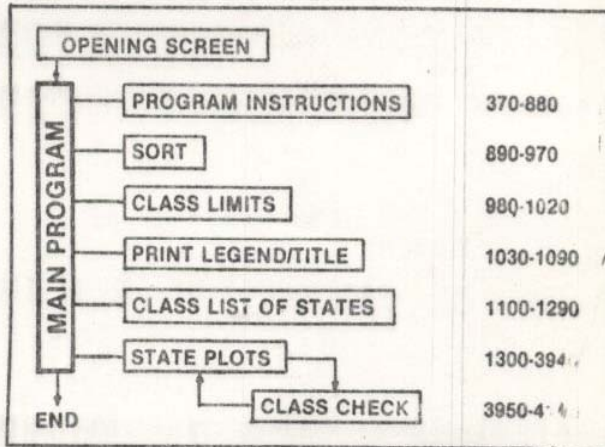 OPENING SCREEN
MAIN PROGRAM
PROGRAM INSTRUCTIONS 370-880
SORT 890-970
CLASS LIMITS 980-1020
PRINT LEGEND/TITLE 1030-1090
CLASS LIST OF STATES 1100-1290
STATE PLOTS
CLASS CHECK
END